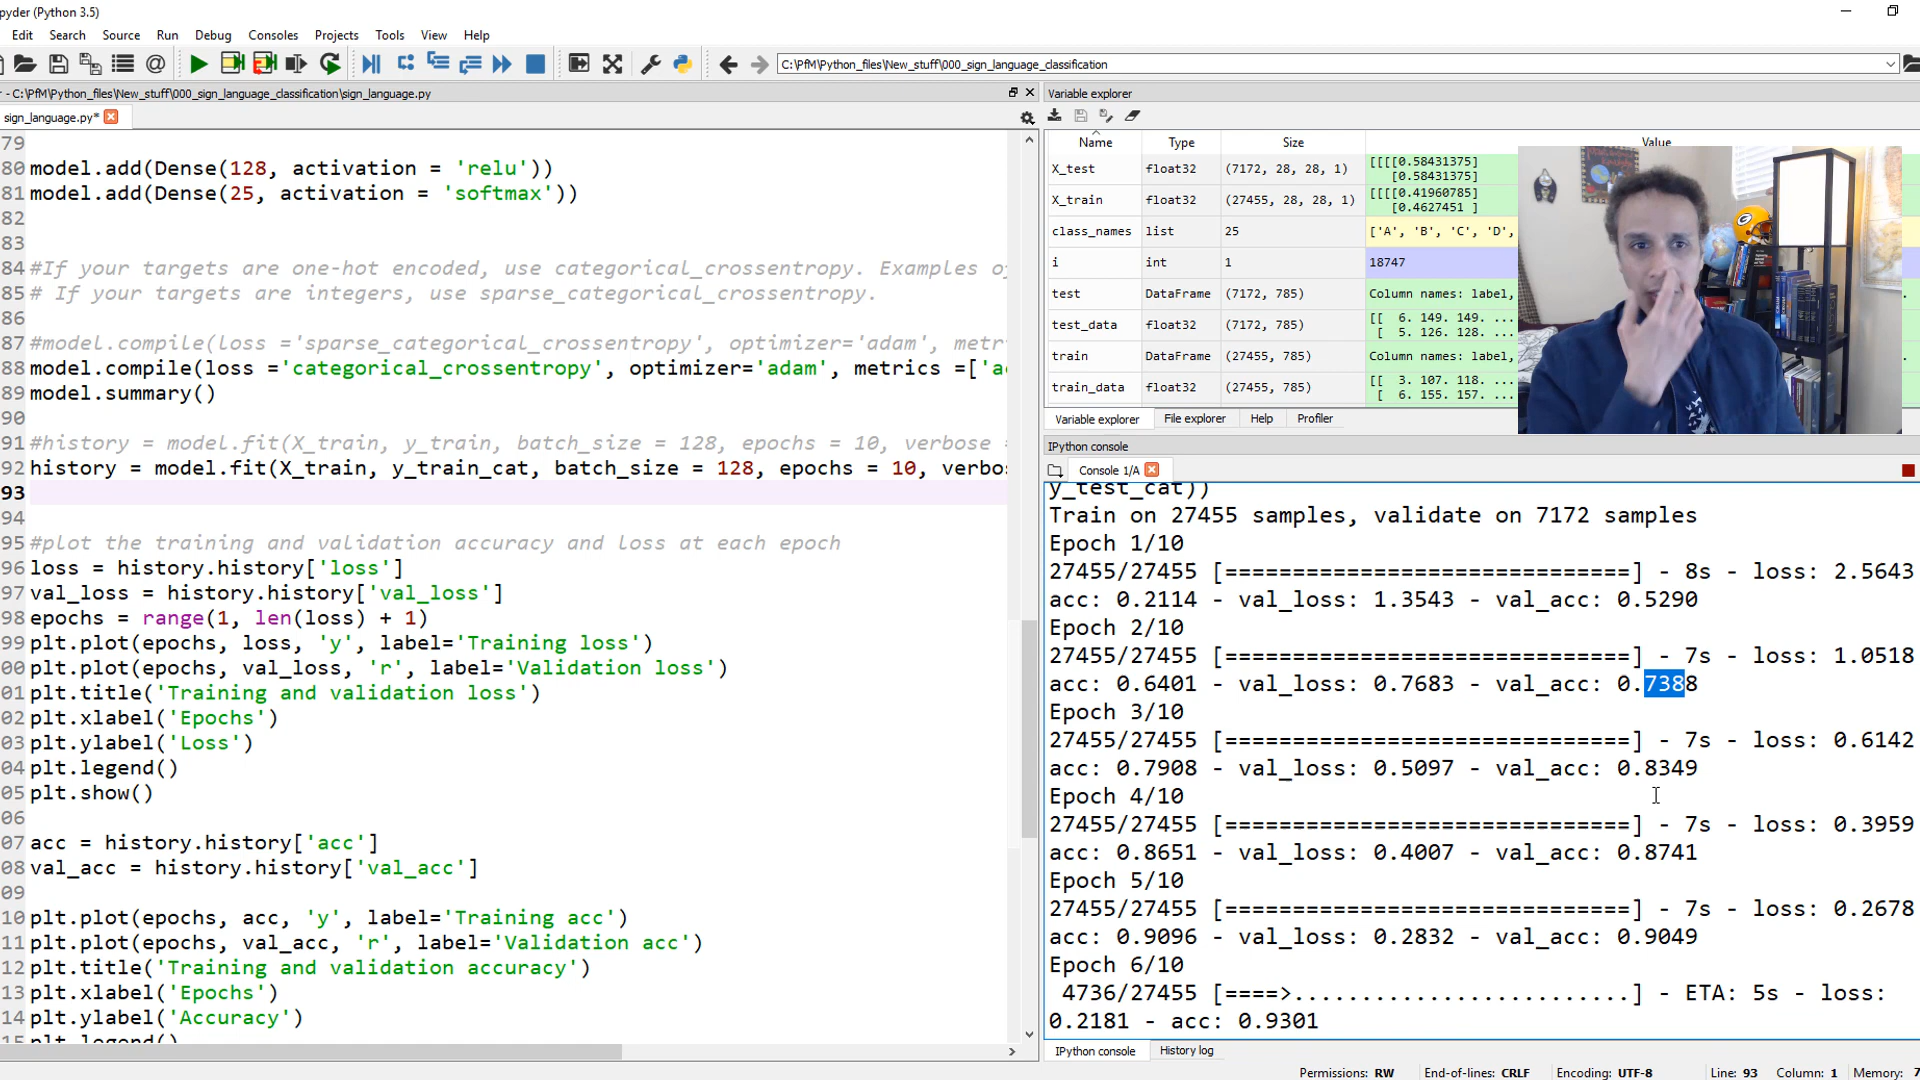 pyder (Python 3.5)
Edit Search Source Run Debug Consoles Projects Tools View Help
C:\PfM\Python_files\New_stuff\000_sign_language_classification
r - C:\PfM\Python_files\New_stuff\000_sign_language_classification\sign_language.py
sign_language.py*
79
80 model.add(Dense(128, activation = 'relu'))
81 model.add(Dense(25, activation = 'softmax'))
82
83
84 #If your targets are one-hot encoded, use categorical_crossentropy. Examples o
85 # If your targets are integers, use sparse_categorical_crossentropy.
86
87 #model.compile(loss ='sparse_categorical_crossentropy', optimizer='adam', metri
88 model.compile(loss ='categorical_crossentropy', optimizer='adam', metrics =['a
89 model.summary()
90
91 #history = model.fit(X_train, y_train, batch_size = 128, epochs = 10, verbose =
92 history = model.fit(X_train, y_train_cat, batch_size = 128, epochs = 10, verbo
93
94
95 #plot the training and validation accuracy and loss at each epoch
96 loss = history.history['loss']
97 val_loss = history.history['val_loss']
98 epochs = range(1, len(loss) + 1)
99 plt.plot(epochs, loss, 'y', label='Training loss')
00 plt.plot(epochs, val_loss, 'r', label='Validation loss')
01 plt.title('Training and validation loss')
02 plt.xlabel('Epochs')
03 plt.ylabel('Loss')
04 plt.legend()
05 plt.show()
06
07 acc = history.history['acc']
08 val_acc = history.history['val_acc']
09
10 plt.plot(epochs, acc, 'y', label='Training acc')
11 plt.plot(epochs, val_acc, 'r', label='Validation acc')
12 plt.title('Training and validation accuracy')
13 plt.xlabel('Epochs')
14 plt.ylabel('Accuracy')
15 plt.legend()
Variable explorer
Name Type Size Value
X_test float32 (7172, 28, 28, 1) [[[[0.58431375]
[0.58431375]
X_train float32 (27455, 28, 28, 1) [[[[0.41960785]
[0.4627451 ]
class_names list 25 ['A', 'B', 'C', 'D',
i int 1 18747
test DataFrame (7172, 785) Column names: label,
test_data float32 (7172, 785) [[ 6. 149. 149. ...
[ 5. 126. 128. ...
train DataFrame (27455, 785) Column names: label,
train_data float32 (27455, 785) [[ 3. 107. 118. ...
[ 6. 155. 157. ...
Variable explorer File explorer Help Profiler
IPython console
Console 1/A
y_test_cat))
Train on 27455 samples, validate on 7172 samples
Epoch 1/10
27455/27455 [==============================] - 8s - loss: 2.5643
acc: 0.2114 - val_loss: 1.3543 - val_acc: 0.5290
Epoch 2/10
27455/27455 [==============================] - 7s - loss: 1.0518
acc: 0.6401 - val_loss: 0.7683 - val_acc: 0.7388
Epoch 3/10
27455/27455 [==============================] - 7s - loss: 0.6142
acc: 0.7908 - val_loss: 0.5097 - val_acc: 0.8349
Epoch 4/10
27455/27455 [==============================] - 7s - loss: 0.3959
acc: 0.8651 - val_loss: 0.4007 - val_acc: 0.8741
Epoch 5/10
27455/27455 [==============================] - 7s - loss: 0.2678
acc: 0.9096 - val_loss: 0.2832 - val_acc: 0.9049
Epoch 6/10
4736/27455 [====>.........................] - ETA: 5s - loss:
0.2181 - acc: 0.9301
IPython console History log
Permissions: RW End-of-lines: CRLF Encoding: UTF-8 Line: 93 Column: 1 Memory: 7